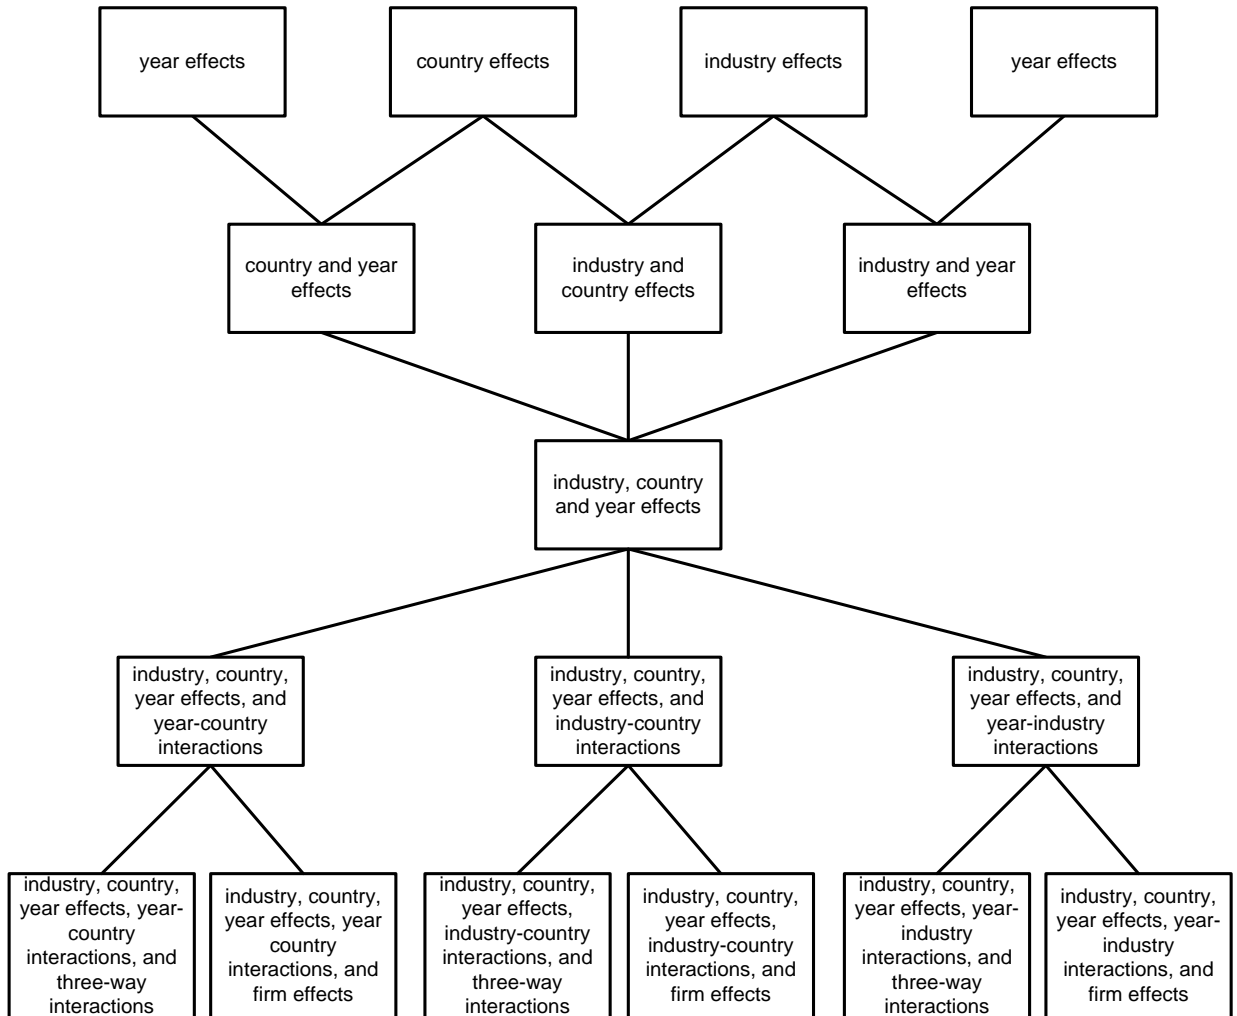 year effects
country effects
industry effects
year effects
country and year
effects
industry and
country effects
industry and year
effects
industry, country
and year effects
industry, country,
year effects, and
year-country
interactions
industry, country,
year effects, and
industry-country
interactions
industry, country,
year effects, and
year-industry
interactions
industry, country,
year effects, year-
country
interactions, and
three-way
interactions
industry, country,
year effects, year
country
interactions, and
firm effects
industry, country,
year effects,
industry-country
interactions, and
three-way
interactions
industry, country,
year effects,
industry-country
interactions, and
firm effects
industry, country,
year effects, year-
industry
interactions, and
three-way
interactions
industry, country,
year effects, year-
industry
interactions, and
firm effects